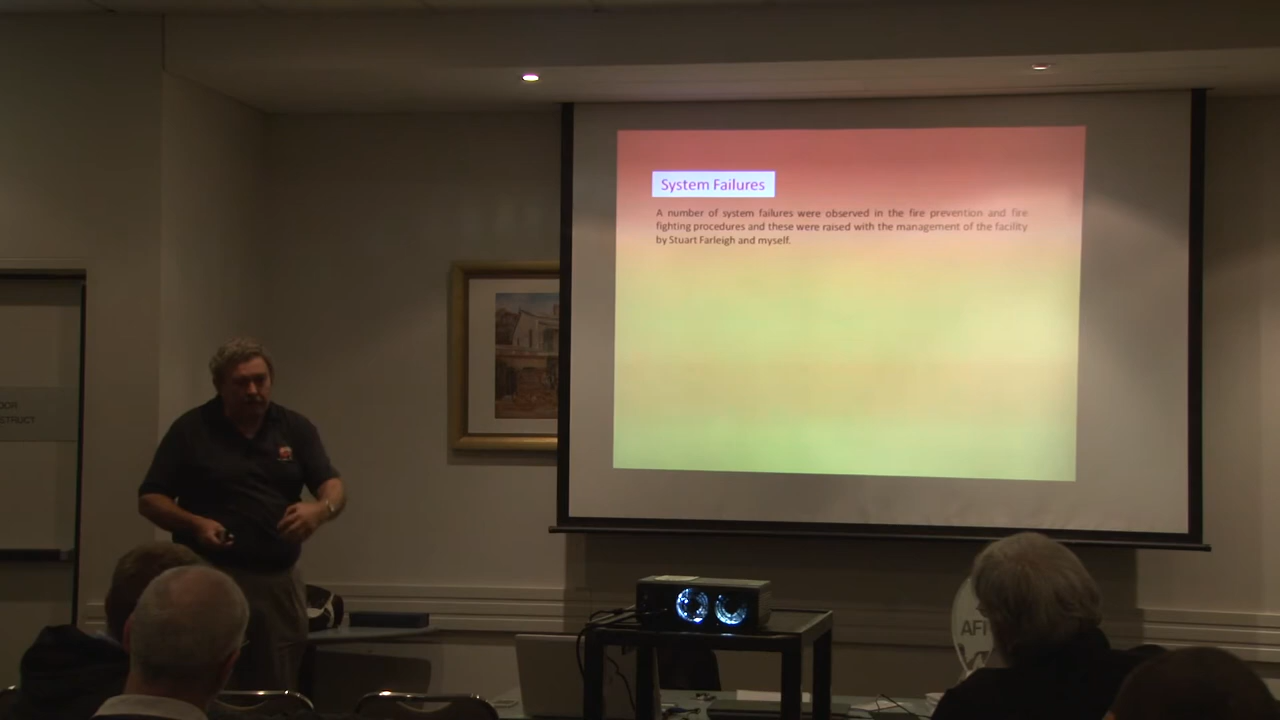 System Failures
A number of system failures were observed in the fire prevention and fire
fighting procedures and these were raised with the management of the facility
by Stuart Farleigh and myself.